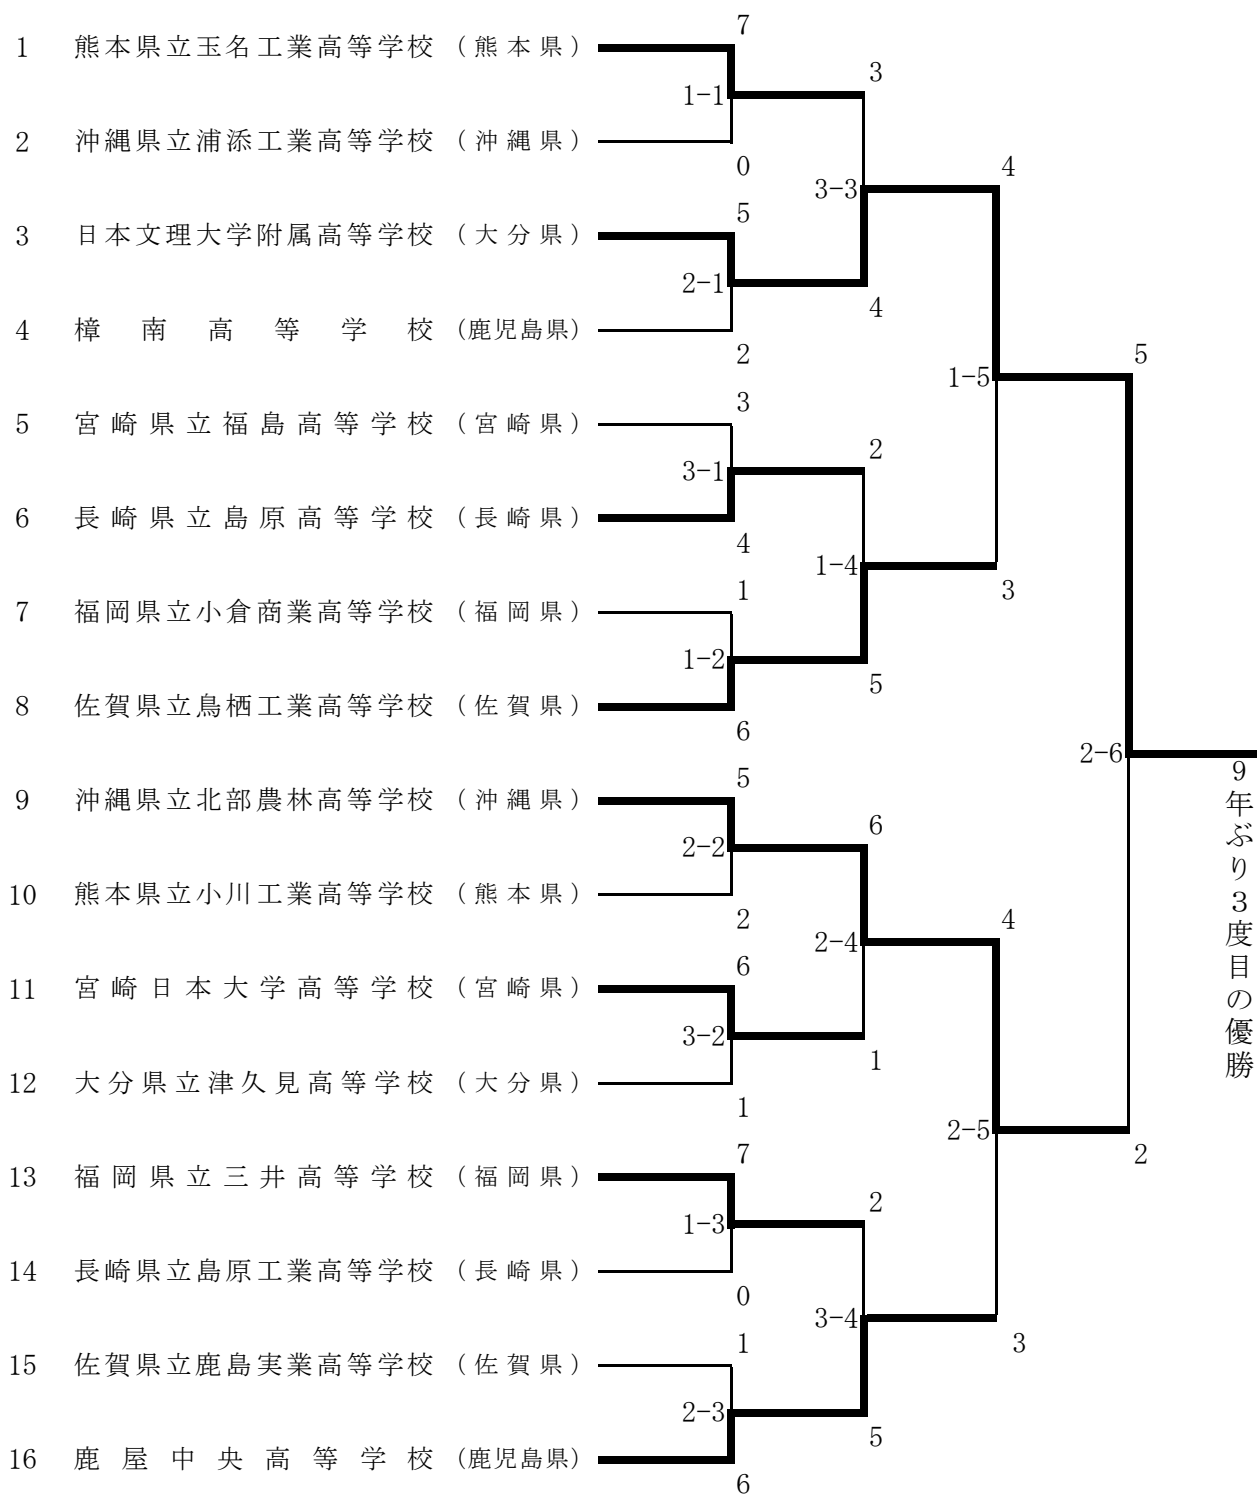 7
1 熊本県立玉名工業高等学校 （熊本県）
3
1-1
2 沖縄県立浦添工業高等学校 （沖縄県）
0
4
3-3
5
3 日本文理大学附属高等学校 （大分県）
2-1
4
4 樟南高等学校 (鹿児島県)
2
5
1-5
3
5 宮崎県立福島高等学校 （宮崎県）
2
3-1
6 長崎県立島原高等学校 （長崎県）
4
1-4
1
3
7 福岡県立小倉商業高等学校 （福岡県）
1-2
5
8 佐賀県立鳥栖工業高等学校 （佐賀県）
6
2-6
5
9 沖縄県立北部農林高等学校 （沖縄県）
6
2-2
10 熊本県立小川工業高等学校 （熊本県）
2
4
2-4
6
11 宮崎日本大学高等学校 （宮崎県）
3-2
1
12 大分県立津久見高等学校 （大分県）
1
2-5
7
2
13 福岡県立三井高等学校 （福岡県）
2
1-3
14 長崎県立島原工業高等学校 （長崎県）
0
3-4
1
3
15 佐賀県立鹿島実業高等学校 （佐賀県）
2-3
5
16 鹿屋中央高等学校 (鹿児島県)
6
9年ぶり3度目の優勝